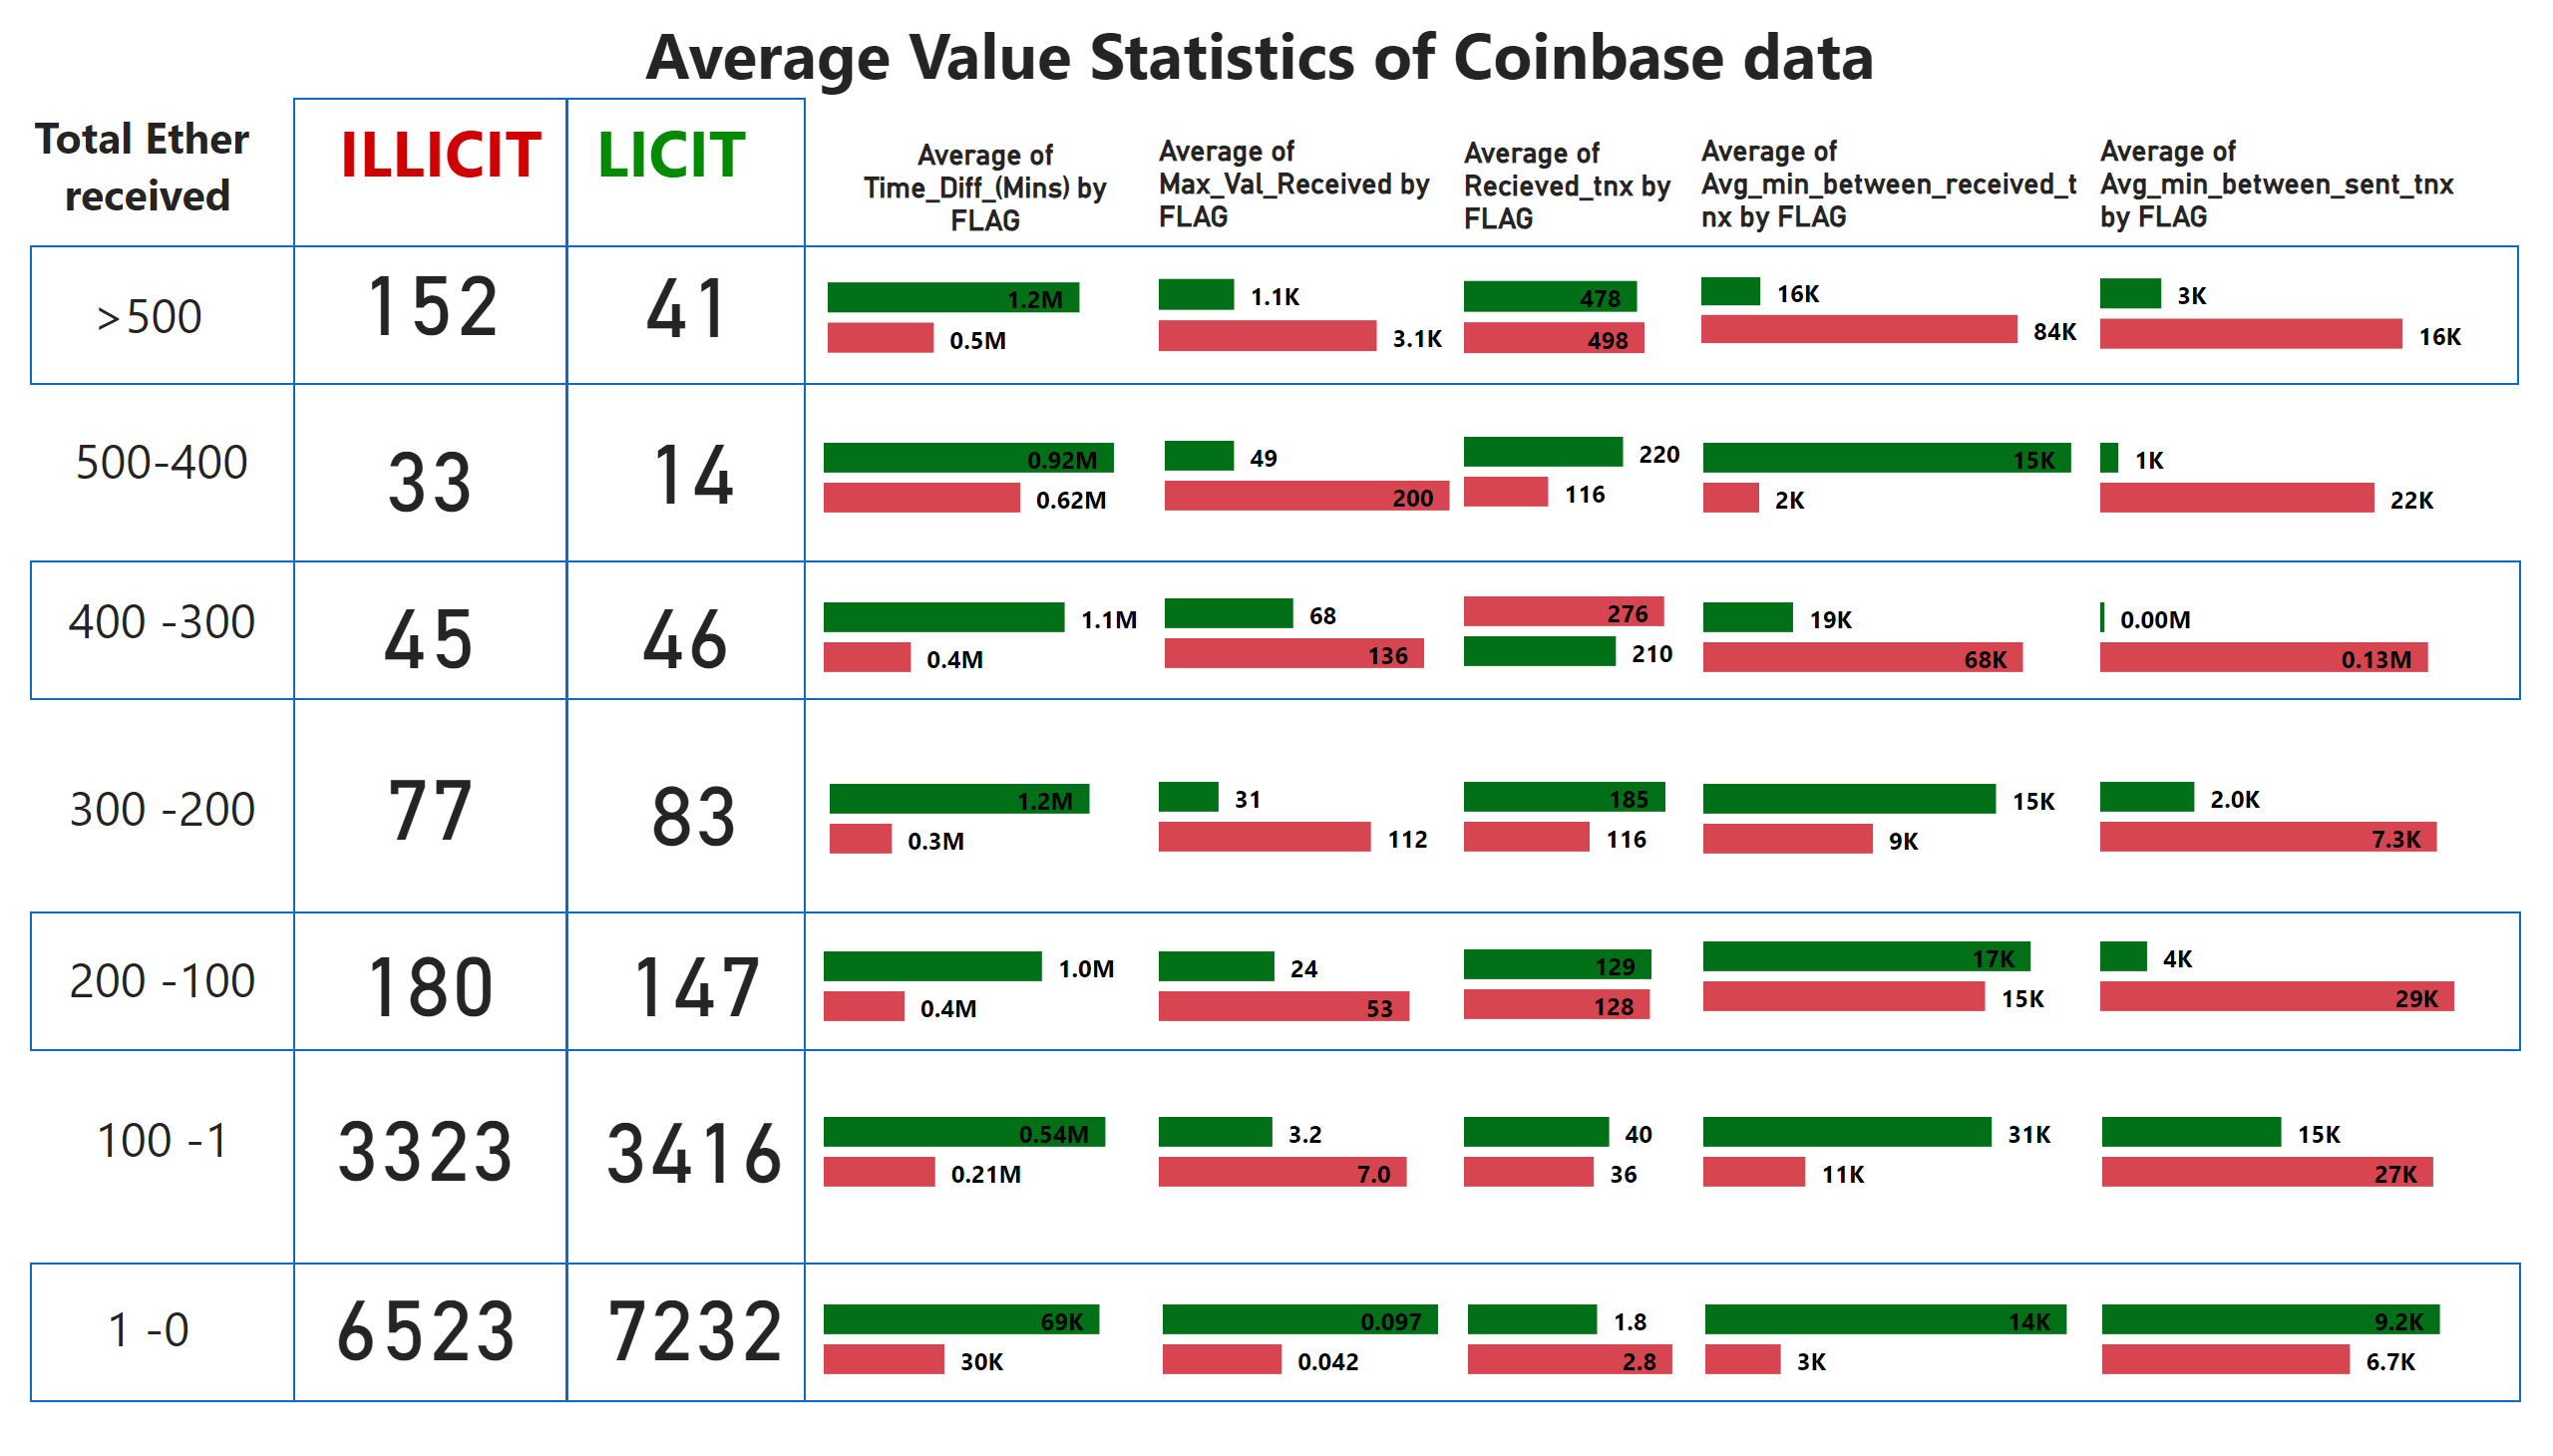 Average Value Statistics of Coinbase data
Total Ether
received
ILLICIT
LICIT
Average of
Time_Diff_(Mins) by
FLAG
Average of
Max_Val_Received by
FLAG
Average of
Recieved_tnx by
FLAG
Average of
Avg_min_between_received_t
nx by FLAG
Average of
Avg_min_between_sent_tnx
by FLAG
>500
152
41
1.2M
0.5M
1.1K
3.1K
478
498
16K
84K
3K
16K
500-400
33
14
0.92M
0.62M
49
200
220
116
15K
2K
1K
22K
400 -300
45
46
1.1M
0.4M
68
136
276
210
19K
68K
0.00M
0.13M
300 -200
77
83
1.2M
0.3M
31
112
185
116
15K
9K
2.0K
7.3K
200 -100
180
147
1.0M
0.4M
24
53
129
128
17K
15K
4K
29K
100 -1
3323
3416
0.54M
0.21M
3.2
7.0
40
36
31K
11K
15K
27K
1 -0
6523
7232
69K
30K
0.097
0.042
1.8
2.8
14K
3K
9.2K
6.7K